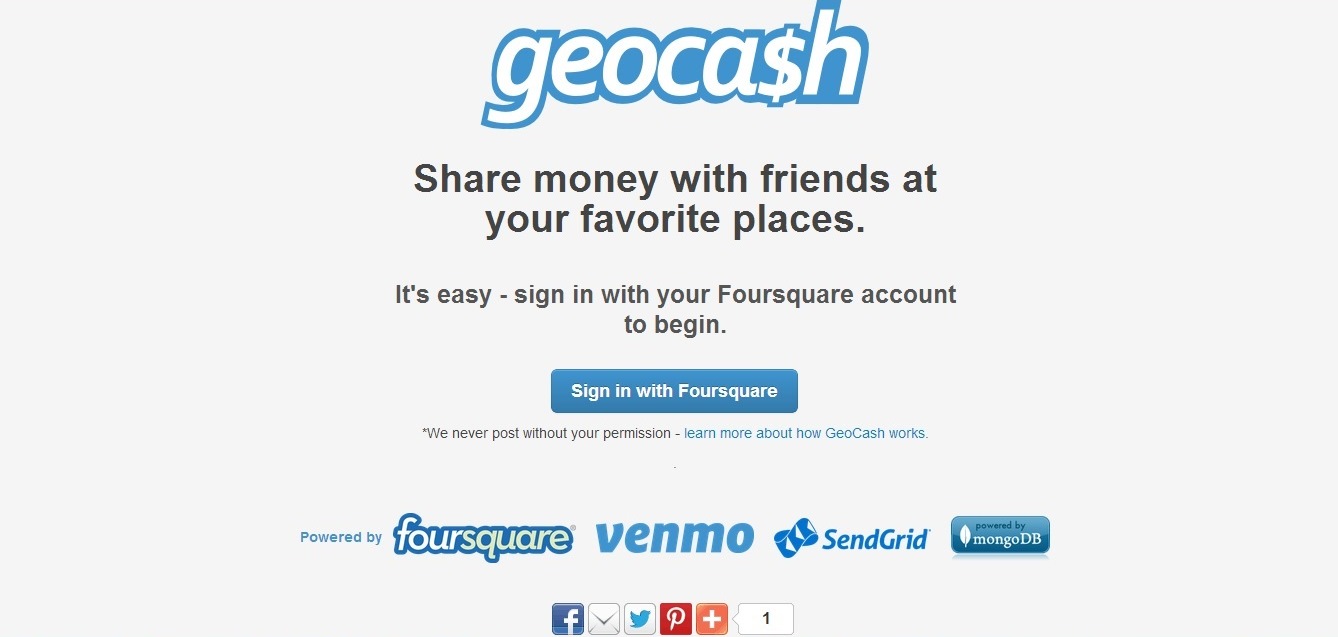 geoca$h
Share money with friends at
your favorite places.
It's easy - sign in with your Foursquare account
to begin.
Sign in with Foursquare
*We never post without your permission - learn more about how GeoCash works.
.
Powered by foursquare® venmo SendGrid powered by
mongoDB
f 1